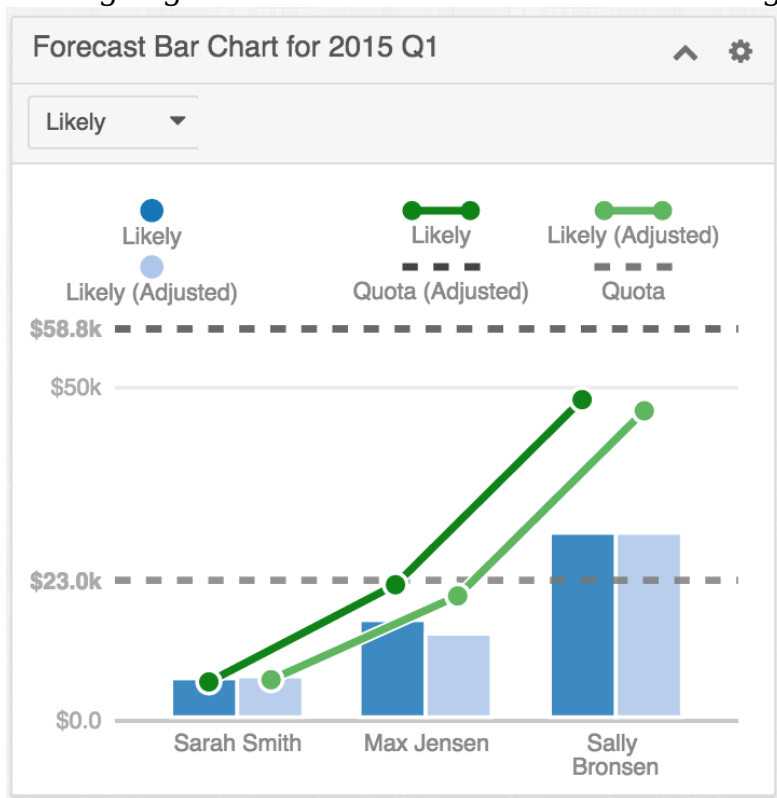 Forecast Bar Chart for 2015 Q1
Likely
Likely
Likely
Likely (Adjusted)
Likely (Adjusted)
Quota (Adjusted)
Quota
$58.8k
$50k
$23.0k
$0.0
Sarah Smith
Max Jensen
Sally
Bronsen